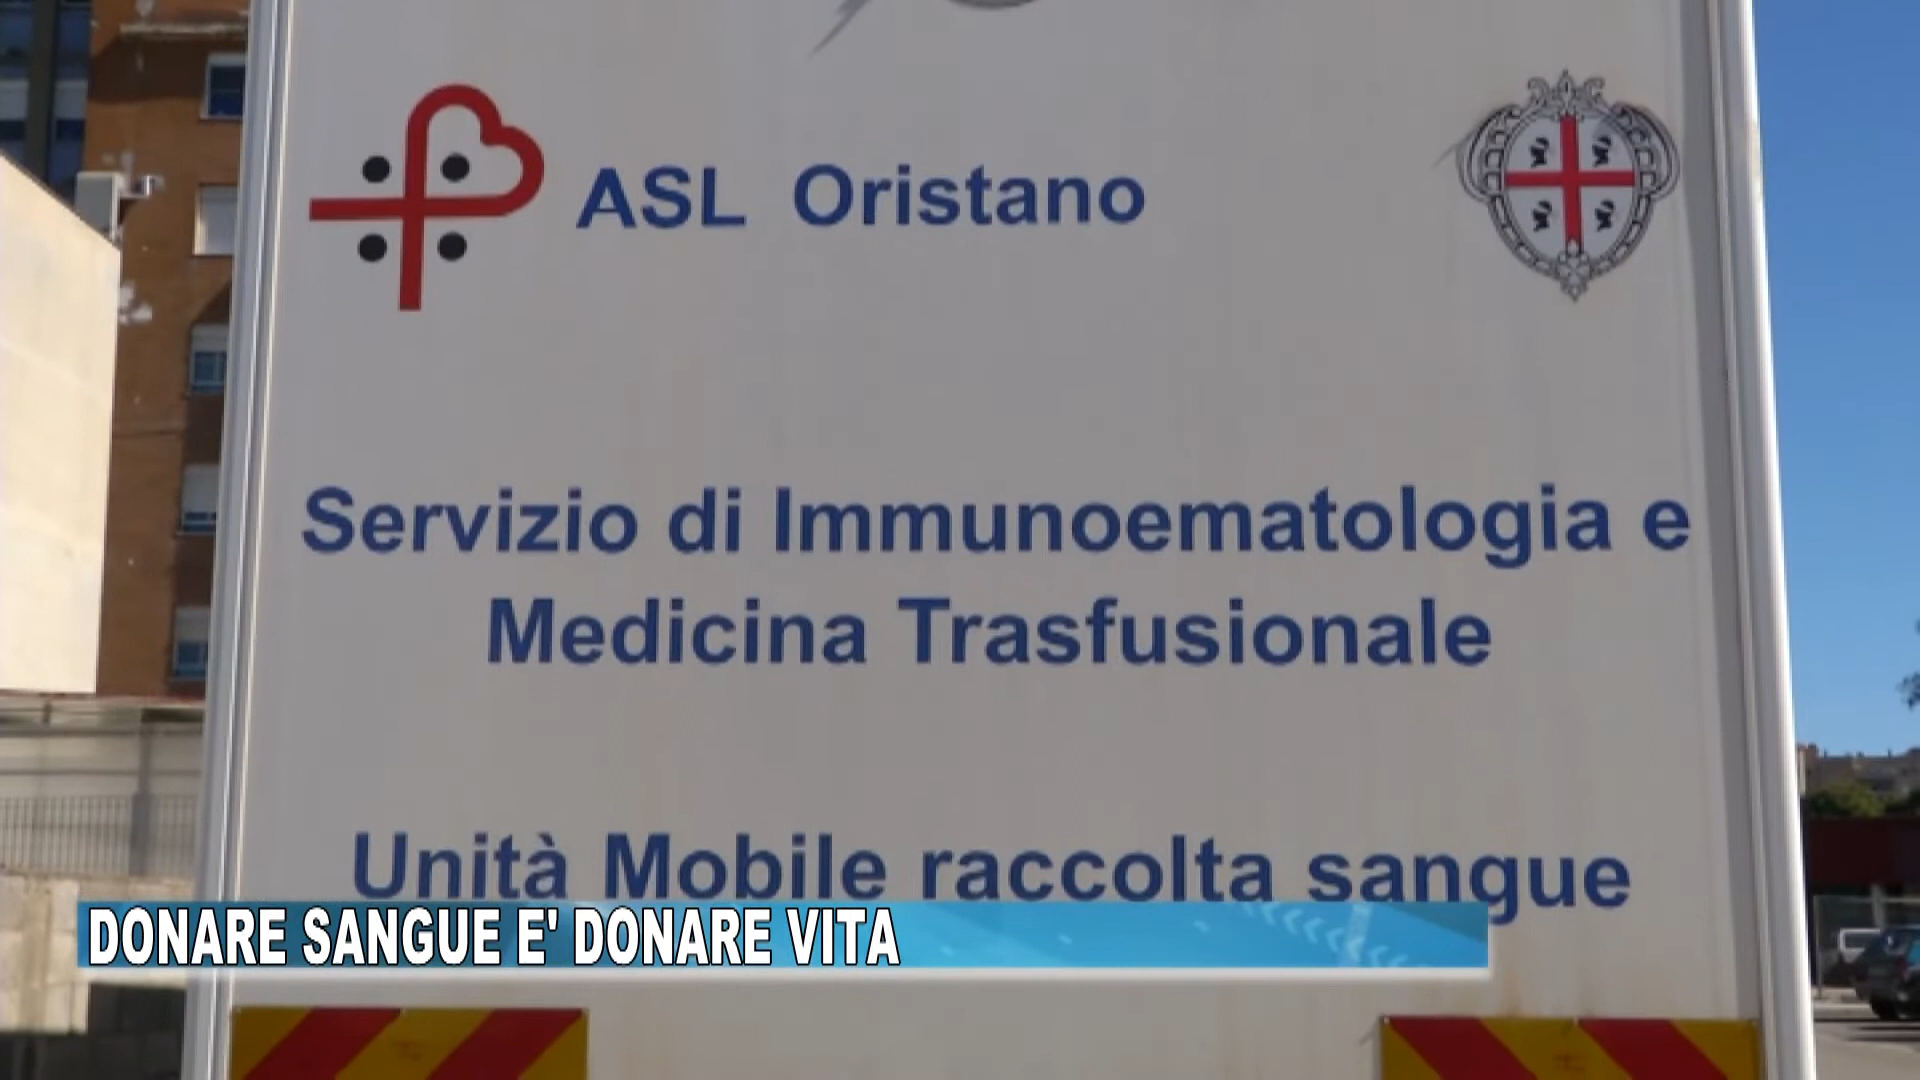 ASL Oristano
Servizio di Immunoematologia e
Medicina Trasfusionale
Unità Mobile raccolta sangue
DONARE SANGUE E' DONARE VITA